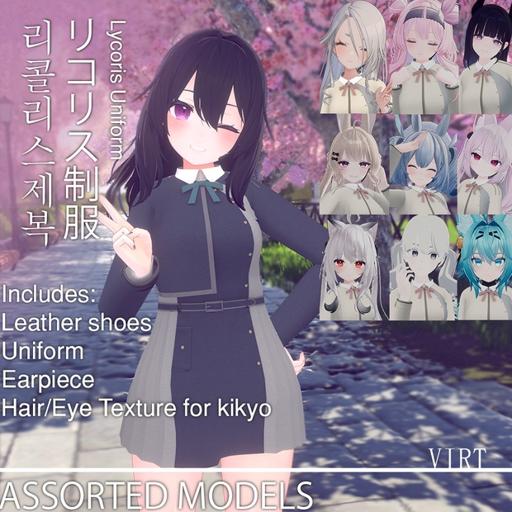 Lycoris Uniform
リコリス制服
리콜리스제복
Includes:
Leather shoes
Uniform
Earpiece
Hair/Eye Texture for kikyo
VIRT
ASSORTED MODELS